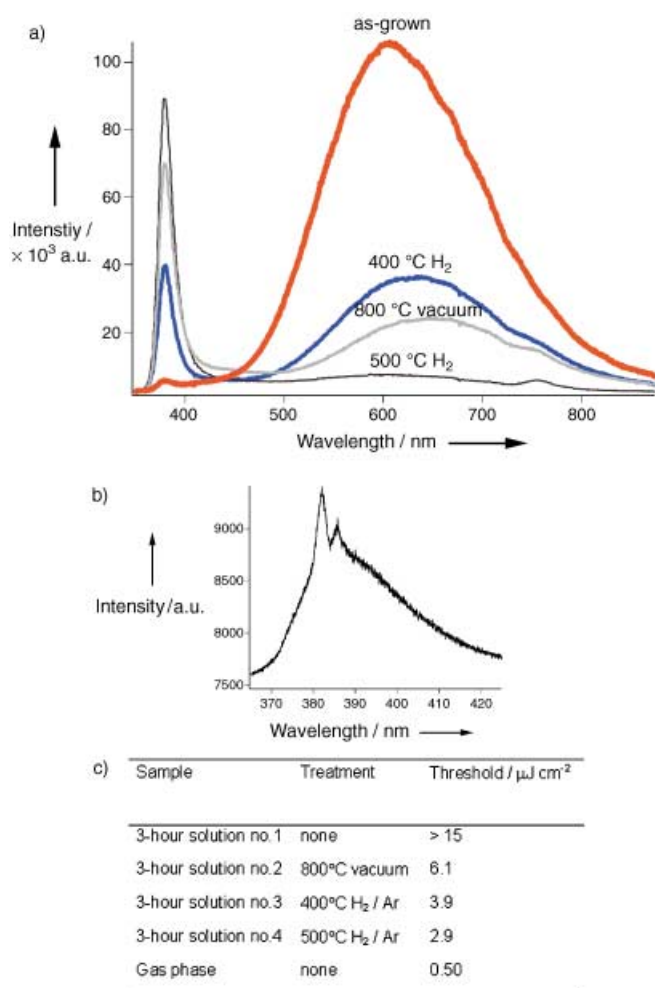 a)
as-grown
100
80
60
40
20
Intenstiy /
× 10³ a.u.
400 °C H₂
800 °C vacuum
500 °C H₂
400 500 600 700 800
Wavelength / nm
b)
9000
8500
8000
7500
Intensity/a.u.
370 380 390 400 410 420
Wavelength / nm
c) Sample Treatment Threshold / µJ cm⁻²
3-hour solution no.1 none > 15
3-hour solution no.2 800°C vacuum 6.1
3-hour solution no.3 400°C H₂ / Ar 3.9
3-hour solution no.4 500°C H₂ / Ar 2.9
Gas phase none 0.50